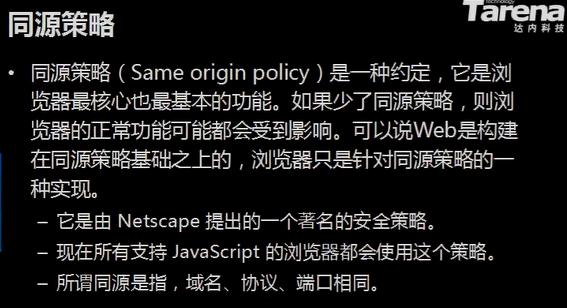 Technology
Tarena
达内科技
同源策略
• 同源策略（Same origin policy）是一种约定，它是浏
览器最核心也最基本的功能。如果少了同源策略，则浏
览器的正常功能可能都会受到影响。可以说Web是构建
在同源策略基础之上的，浏览器只是针对同源策略的一
种实现。
– 它是由 Netscape 提出的一个著名的安全策略。
– 现在所有支持 JavaScript 的浏览器都会使用这个策略。
– 所谓同源是指，域名、协议、端口相同。